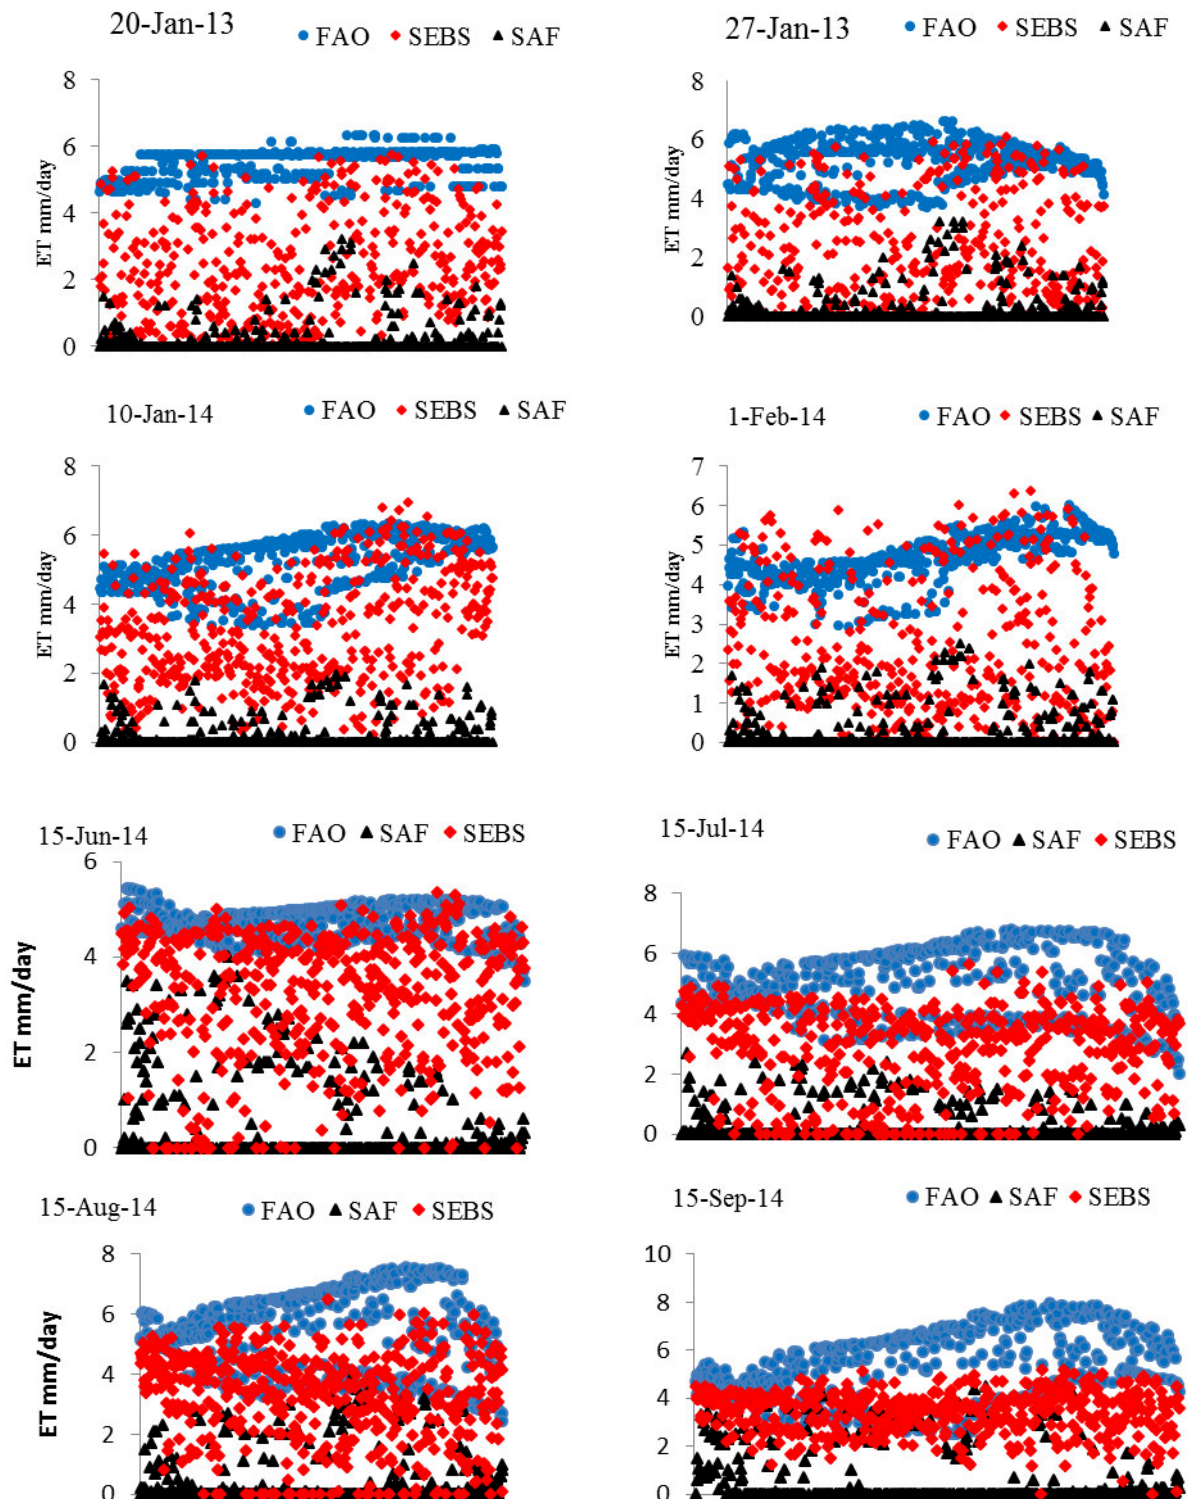 20-Jan-13
FAO SEBS SAF
8
6
4
2
0
ET mm/day
27-Jan-13
FAO SEBS SAF
8
6
4
2
0
ET mm/day
10-Jan-14
FAO SEBS SAF
8
6
4
2
0
ET mm/day
1-Feb-14
FAO SEBS SAF
7
6
5
4
3
2
1
0
ET mm/day
15-Jun-14
FAO SAF SEBS
6
4
2
0
ET mm/day
15-Jul-14
FAO SAF SEBS
8
6
4
2
0
15-Aug-14
FAO SAF SEBS
8
6
4
2
0
ET mm/day
15-Sep-14
FAO SAF SEBS
10
8
6
4
2
0